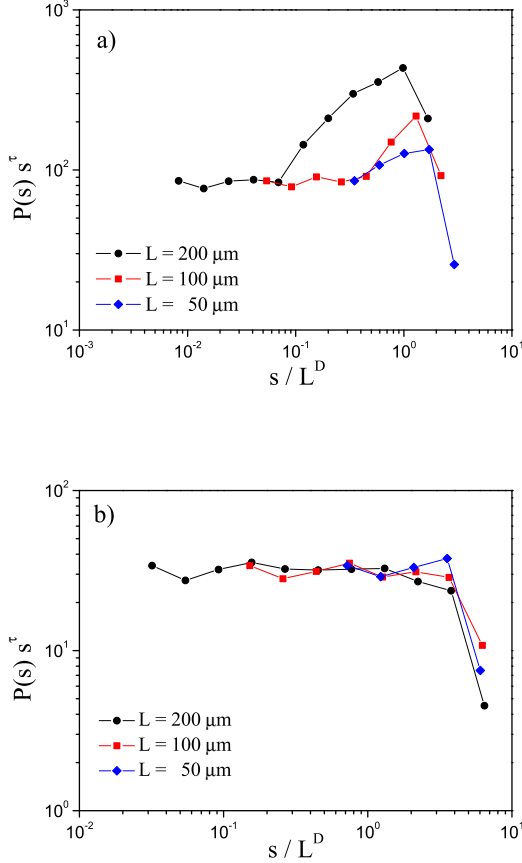 a)
10³
10²
10¹
P(s) s^τ
L = 200 μm
L = 100 μm
L = 50 μm
10⁻³ 10⁻² 10⁻¹ 10⁰ 10¹
s / L^D
b)
10²
10¹
10⁰
P(s) s^τ
L = 200 μm
L = 100 μm
L = 50 μm
10⁻² 10⁻¹ 10⁰ 10¹
s / L^D